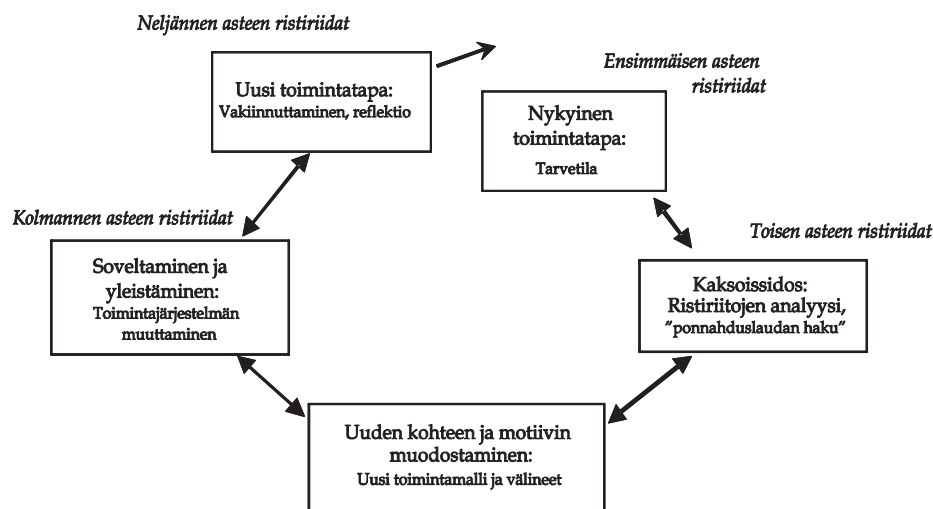 Neljännen asteen ristiriidat
Uusi toimintatapa:
Vakiinnuttaminen, reflektio
Ensimmäisen asteen
ristiriidat
Nykyinen
toimintatapa:
Tarvetila
Kolmannen asteen ristiriidat
Soveltaminen ja
yleistäminen:
Toimintajärjestelmän
muuttaminen
Toisen asteen ristiriidat
Kaksoissidos:
Ristiriitojen analyysi,
"ponnahduslaudan haku"
Uuden kohteen ja motiivin
muodostaminen:
Uusi toimintamalli ja välineet